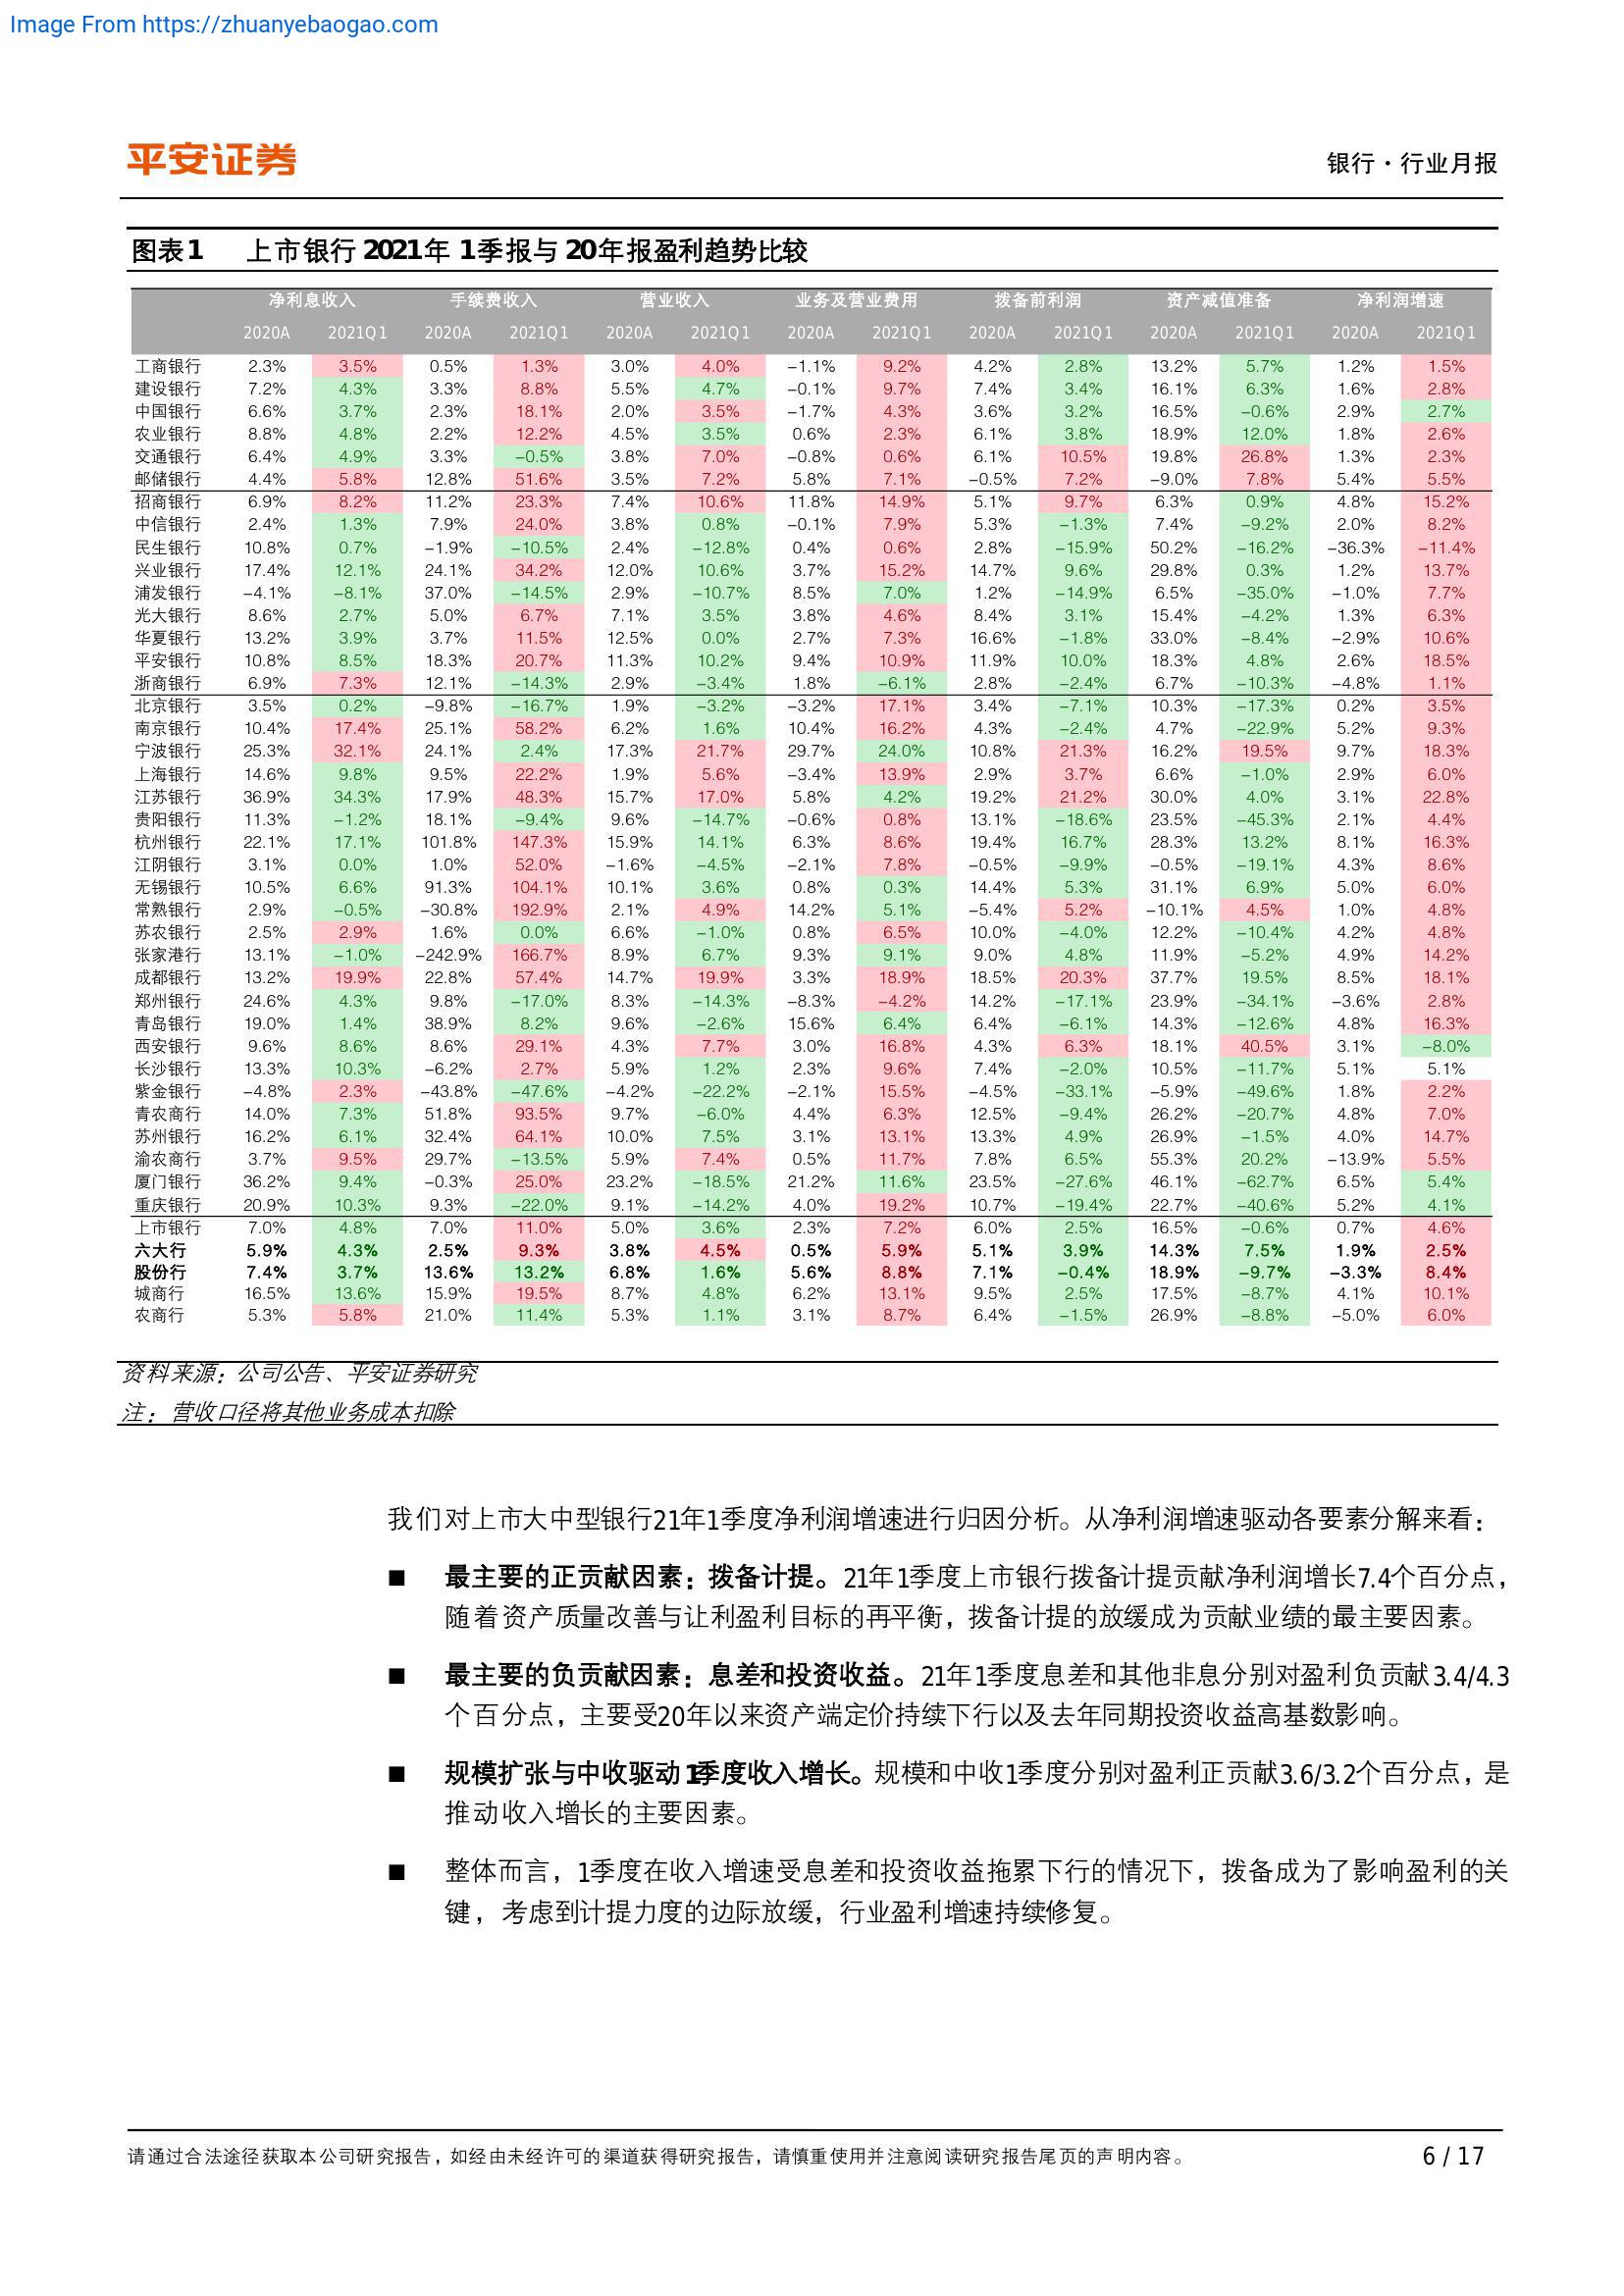 Image From https://zhuanyebaogao.com
平安证券
银行·行业月报
图表1 上市银行 2021年 1季报与 20年报盈利趋势比较
净利息收入 手续费收入 营业收入 业务及营业费用 拨备前利润 资产减值准备 净利润增速
2020A 2021Q1 2020A 2021Q1 2020A 2021Q1 2020A 2021Q1 2020A 2021Q1 2020A 2021Q1 2020A 2021Q1
工商银行 2.3% 3.5% 0.5% 1.3% 3.0% 4.0% -1.1% 9.2% 4.2% 2.8% 13.2% 5.7% 1.2% 1.5%
建设银行 7.2% 4.3% 3.3% 8.8% 5.5% 4.7% -0.1% 9.7% 7.4% 3.4% 16.1% 6.3% 1.6% 2.8%
中国银行 6.6% 3.7% 2.3% 18.1% 2.0% 3.5% -1.7% 4.3% 3.6% 3.2% 16.5% -0.6% 2.9% 2.7%
农业银行 8.8% 4.8% 2.2% 12.2% 4.5% 3.5% 0.6% 2.3% 6.1% 3.8% 18.9% 12.0% 1.8% 2.6%
交通银行 6.4% 4.9% 3.3% -0.5% 3.8% 7.0% -0.8% 0.6% 6.1% 10.5% 19.8% 26.8% 1.3% 2.3%
邮储银行 4.4% 5.8% 12.8% 51.6% 3.5% 7.2% 5.8% 7.1% -0.5% 7.2% -9.0% 7.8% 5.4% 5.5%
招商银行 6.9% 8.2% 11.2% 23.3% 7.4% 10.6% 11.8% 14.9% 5.1% 9.7% 6.3% 0.9% 4.8% 15.2%
中信银行 2.4% 1.3% 7.9% 24.0% 3.8% 0.8% -0.1% 7.9% 5.3% -1.3% 7.4% -9.2% 2.0% 8.2%
民生银行 10.8% 0.7% -1.9% -10.5% 2.4% -12.8% 0.4% 0.6% 2.8% -15.9% 50.2% -16.2% -36.3% -11.4%
兴业银行 17.4% 12.1% 24.1% 34.2% 12.0% 10.6% 3.7% 15.2% 14.7% 9.6% 29.8% 0.3% 1.2% 13.7%
浦发银行 -4.1% -8.1% 37.0% -14.5% 2.9% -10.7% 8.5% 7.0% 1.2% -14.9% 6.5% -35.0% -1.0% 7.7%
光大银行 8.6% 2.7% 5.0% 6.7% 7.1% 3.5% 3.8% 4.6% 8.4% 3.1% 15.4% -4.2% 1.3% 6.3%
华夏银行 13.2% 3.9% 3.7% 11.5% 12.5% 0.0% 2.7% 7.3% 16.6% -1.8% 33.0% -8.4% -2.9% 10.6%
平安银行 10.8% 8.5% 18.3% 20.7% 11.3% 10.2% 9.4% 10.9% 11.9% 10.0% 18.3% 4.8% 2.6% 18.5%
浙商银行 6.9% 7.3% 12.1% -14.3% 2.9% -3.4% 1.8% -6.1% 2.8% -2.4% 6.7% -10.3% -4.8% 1.1%
北京银行 3.5% 0.2% -9.8% -16.7% 1.9% -3.2% -3.2% 17.1% 3.4% -7.1% 10.3% -17.3% 0.2% 3.5%
南京银行 10.4% 17.4% 25.1% 58.2% 6.2% 1.6% 10.4% 16.2% 4.3% -2.4% 4.7% -22.9% 5.2% 9.3%
宁波银行 25.3% 32.1% 24.1% 2.4% 17.3% 21.7% 29.7% 24.0% 10.8% 21.3% 16.2% 19.5% 9.7% 18.3%
上海银行 14.6% 9.8% 9.5% 22.2% 1.9% 5.6% -3.4% 13.9% 2.9% 3.7% 6.6% -1.0% 2.9% 6.0%
江苏银行 36.9% 34.3% 17.9% 48.3% 15.7% 17.0% 5.8% 4.2% 19.2% 21.2% 30.0% 4.0% 3.1% 22.8%
贵阳银行 11.3% -1.2% 18.1% -9.4% 9.6% -14.7% -0.6% 0.8% 13.1% -18.6% 23.5% -45.3% 2.1% 4.4%
杭州银行 22.1% 17.1% 101.8% 147.3% 15.9% 14.1% 6.3% 8.6% 19.4% 16.7% 28.3% 13.2% 8.1% 16.3%
江阴银行 3.1% 0.0% 1.0% 52.0% -1.6% -4.5% -2.1% 7.8% -0.5% -9.9% -0.5% -19.1% 4.3% 8.6%
无锡银行 10.5% 6.6% 91.3% 104.1% 10.1% 3.6% 0.8% 0.3% 14.4% 5.3% 31.1% 6.9% 5.0% 6.0%
常熟银行 2.9% -0.5% -30.8% 192.9% 2.1% 4.9% 14.2% 5.1% -5.4% 5.2% -10.1% 4.5% 1.0% 4.8%
苏农银行 2.5% 2.9% 1.6% 0.0% 6.6% -1.0% 0.8% 6.5% 10.0% -4.0% 12.2% -10.4% 4.2% 4.8%
张家港行 13.1% -1.0% -242.9% 166.7% 8.9% 6.7% 9.3% 9.1% 9.0% 4.8% 11.9% -5.2% 4.9% 14.2%
成都银行 13.2% 19.9% 22.8% 57.4% 14.7% 19.9% 3.3% 18.9% 18.5% 20.3% 37.7% 19.5% 8.5% 18.1%
郑州银行 24.6% 4.3% 9.8% -17.0% 8.3% -14.3% -8.3% -4.2% 14.2% -17.1% 23.9% -34.1% -3.6% 2.8%
青岛银行 19.0% 1.4% 38.9% 8.2% 9.6% -2.6% 15.6% 6.4% 6.4% -6.1% 14.3% -12.6% 4.8% 16.3%
西安银行 9.6% 8.6% 8.6% 29.1% 4.3% 7.7% 3.0% 16.8% 4.3% 6.3% 18.1% 40.5% 3.1% -8.0%
长沙银行 13.3% 10.3% -6.2% 2.7% 5.9% 1.2% 2.3% 9.6% 7.4% -2.0% 10.5% -11.7% 5.1% 5.1%
紫金银行 -4.8% 2.3% -43.8% -47.6% -4.2% -22.2% -2.1% 15.5% -4.5% -33.1% -5.9% -49.6% 1.8% 2.2%
青农商行 14.0% 7.3% 51.8% 93.5% 9.7% -6.0% 4.4% 6.3% 12.5% -9.4% 26.2% -20.7% 4.8% 7.0%
苏州银行 16.2% 6.1% 32.4% 64.1% 10.0% 7.5% 3.1% 13.1% 13.3% 4.9% 26.9% -1.5% 4.0% 14.7%
渝农商行 3.7% 9.5% 29.7% -13.5% 5.9% 7.4% 0.5% 11.7% 7.8% 6.5% 55.3% 20.2% -13.9% 5.5%
厦门银行 36.2% 9.4% -0.3% 25.0% 23.2% -18.5% 21.2% 11.6% 23.5% -27.6% 46.1% -62.7% 6.5% 5.4%
重庆银行 20.9% 10.3% 9.3% -22.0% 9.1% -14.2% 4.0% 19.2% 10.7% -19.4% 22.7% -40.6% 5.2% 4.1%
上市银行 7.0% 4.8% 7.0% 11.0% 5.0% 3.6% 2.3% 7.2% 6.0% 2.5% 16.5% -0.6% 0.7% 4.6%
六大行 5.9% 4.3% 2.5% 9.3% 3.8% 4.5% 0.5% 5.9% 5.1% 3.9% 14.3% 7.5% 1.9% 2.5%
股份行 7.4% 3.7% 13.6% 13.2% 6.8% 1.6% 5.6% 8.8% 7.1% -0.4% 18.9% -9.7% -3.3% 8.4%
城商行 16.5% 13.6% 15.9% 19.5% 8.7% 4.8% 6.2% 13.1% 9.5% 2.5% 17.5% -8.7% 4.1% 10.1%
农商行 5.3% 5.8% 21.0% 11.4% 5.3% 1.1% 3.1% 8.7% 6.4% -1.5% 26.9% -8.8% -5.0% 6.0%
资料来源：公司公告、平安证券研究
注：营收口径将其他业务成本扣除
我们对上市大中型银行21年1季度净利润增速进行归因分析。从净利润增速驱动各要素分解来看：
■ 最主要的正贡献因素：拨备计提。21年1季度上市银行拨备计提贡献净利润增长7.4个百分点，
随着资产质量改善与让利盈利目标的再平衡，拨备计提的放缓成为贡献业绩的最主要因素。
■ 最主要的负贡献因素：息差和投资收益。21年1季度息差和其他非息分别对盈利负贡献3.4/4.3
个百分点，主要受20年以来资产端定价持续下行以及去年同期投资收益高基数影响。
■ 规模扩张与中收驱动1季度收入增长。规模和中收1季度分别对盈利正贡献3.6/3.2个百分点，是
推动收入增长的主要因素。
■ 整体而言，1季度在收入增速受息差和投资收益拖累下行的情况下，拨备成为了影响盈利的关
键，考虑到计提力度的边际放缓，行业盈利增速持续修复。
请通过合法途径获取本公司研究报告，如经由未经许可的渠道获得研究报告，请慎重使用并注意阅读研究报告尾页的声明内容。
6 / 17